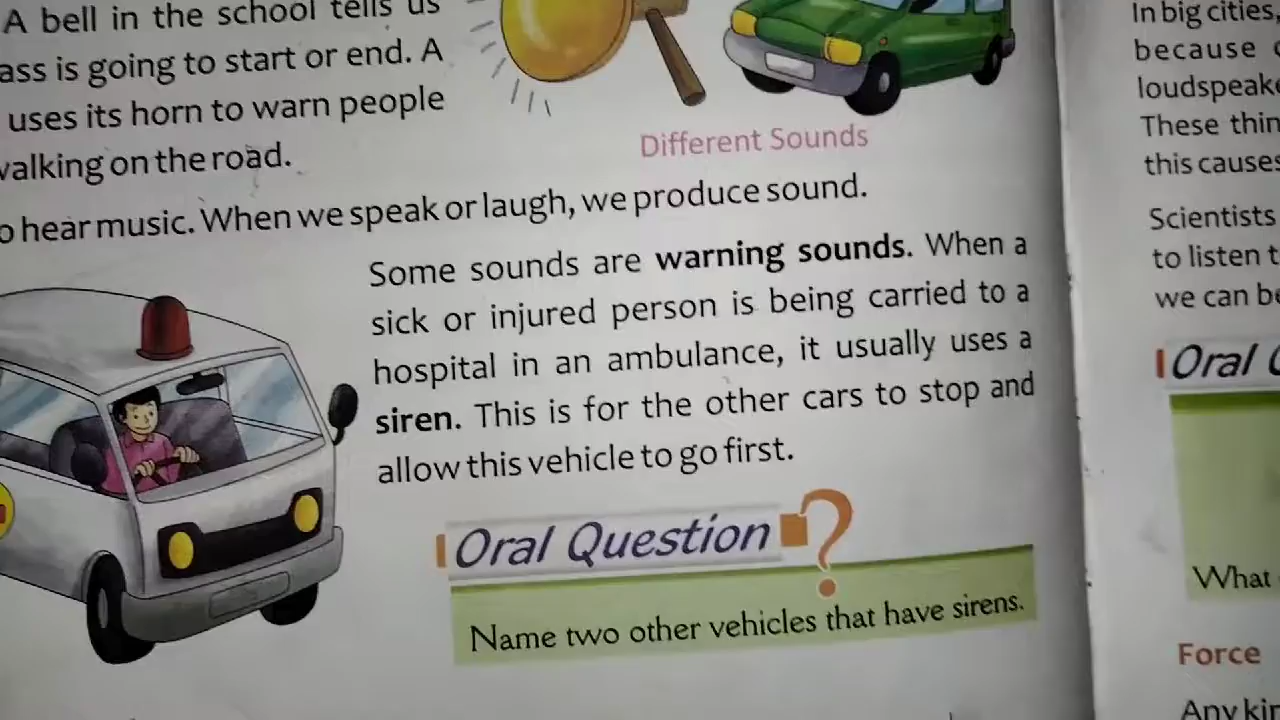 A bell in the school tells us
ass is going to start or end. A
uses its horn to warn people
walking on the road.
Different Sounds
o hear music. When we speak or laugh, we produce sound.
Some sounds are warning sounds. When a
sick or injured person is being carried to a
hospital in an ambulance, it usually uses a
siren. This is for the other cars to stop and
allow this vehicle to go first.
Oral Question ?
Name two other vehicles that have sirens.
In big cities,
because
loudspeake
These thin
this causes
Scientists
to listen t
we can be
Oral
What
Force
Any kin